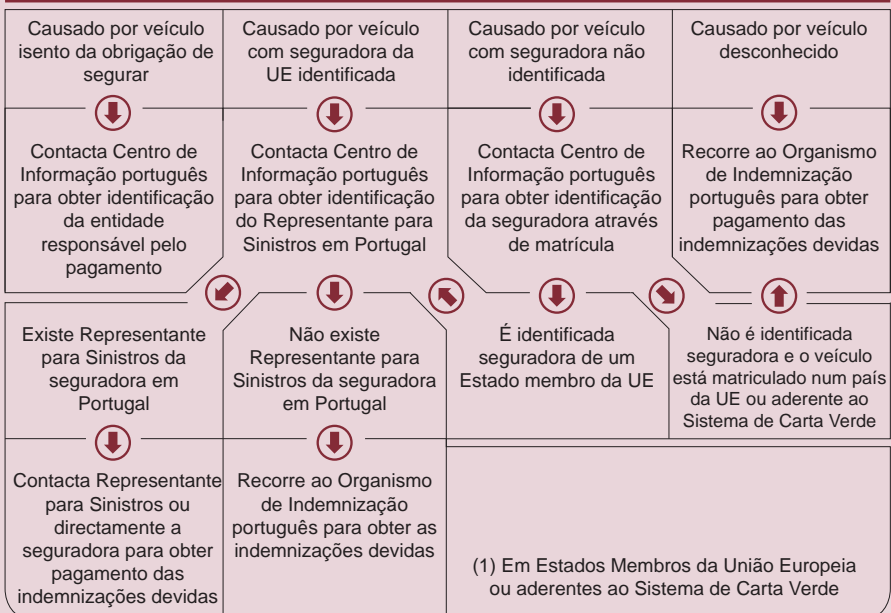 Causado por veículo
isento da obrigação de
segurar
Causado por veículo
com seguradora da
UE identificada
Causado por veículo
com seguradora não
identificada
Causado por veículo
desconhecido
Contacta Centro de
Informação português
para obter identificação
da entidade
responsável pelo
pagamento
Contacta Centro de
Informação português
para obter identificação
do Representante para
Sinistros em Portugal
Contacta Centro de
Informação português
para obter identificação
da seguradora através
de matrícula
Recorre ao Organismo
de Indemnização
português para obter
pagamento das
indemnizações devidas
Existe Representante
para Sinistros da
seguradora em
Portugal
Não existe
Representante para
Sinistros da seguradora
em Portugal
É identificada
seguradora de um
Estado membro da UE
Não é identificada
seguradora e o veículo
está matriculado num país
da UE ou aderente ao
Sistema de Carta Verde
Contacta Representante
para Sinistros ou
directamente a
seguradora para obter
pagamento das
indemnizações devidas
Recorre ao Organismo
de Indemnização
português para obter as
indemnizações devidas
(1) Em Estados Membros da União Europeia
ou aderentes ao Sistema de Carta Verde